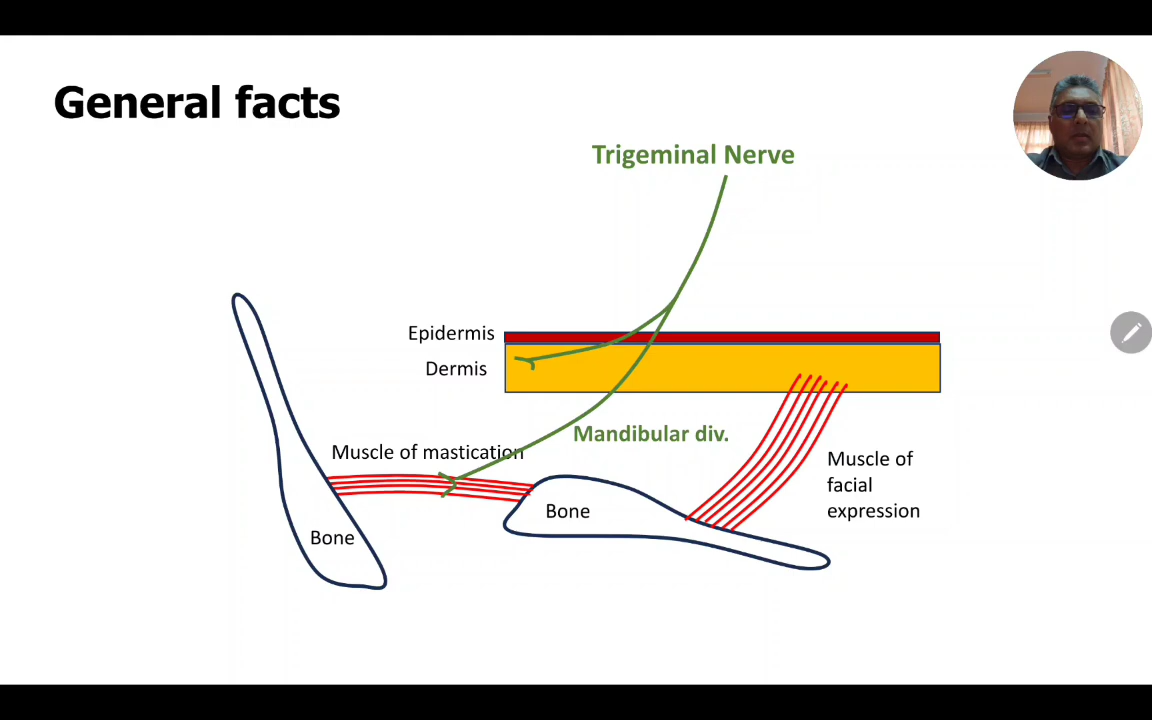 General facts
Trigeminal Nerve
Epidermis
Dermis
Mandibular div.
Muscle of mastication
Muscle of
facial
expression
Bone
Bone